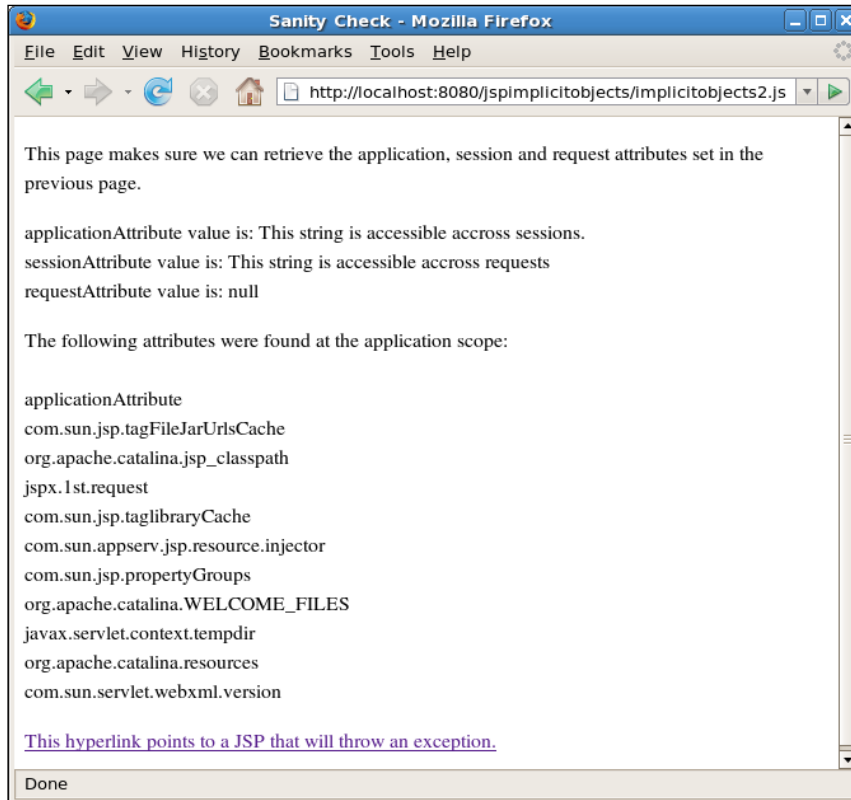 Sanity Check - Mozilla Firefox
File Edit View History Bookmarks Tools Help
http://localhost:8080/jspimplicitobjects/implicitobjects2.js
This page makes sure we can retrieve the application, session and request attributes set in the
previous page.
applicationAttribute value is: This string is accessible accross sessions.
sessionAttribute value is: This string is accessible accross requests
requestAttribute value is: null
The following attributes were found at the application scope:
applicationAttribute
com.sun.jsp.tagFileJarUrlsCache
org.apache.catalina.jsp_classpath
jspx.1st.request
com.sun.jsp.taglibraryCache
com.sun.appserv.jsp.resource.injector
com.sun.jsp.propertyGroups
org.apache.catalina.WELCOME_FILES
javax.servlet.context.tempdir
org.apache.catalina.resources
com.sun.servlet.webxml.version
This hyperlink points to a JSP that will throw an exception.
Done